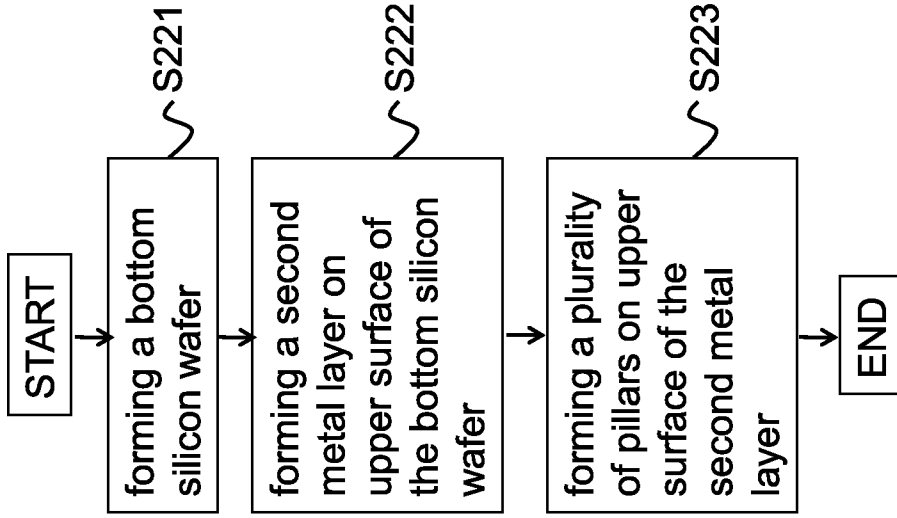 START
forming a bottom
silicon wafer
S221
forming a second
metal layer on
upper surface of
the bottom silicon
wafer
S222
forming a plurality
of pillars on upper
surface of the
second metal
layer
S223
END